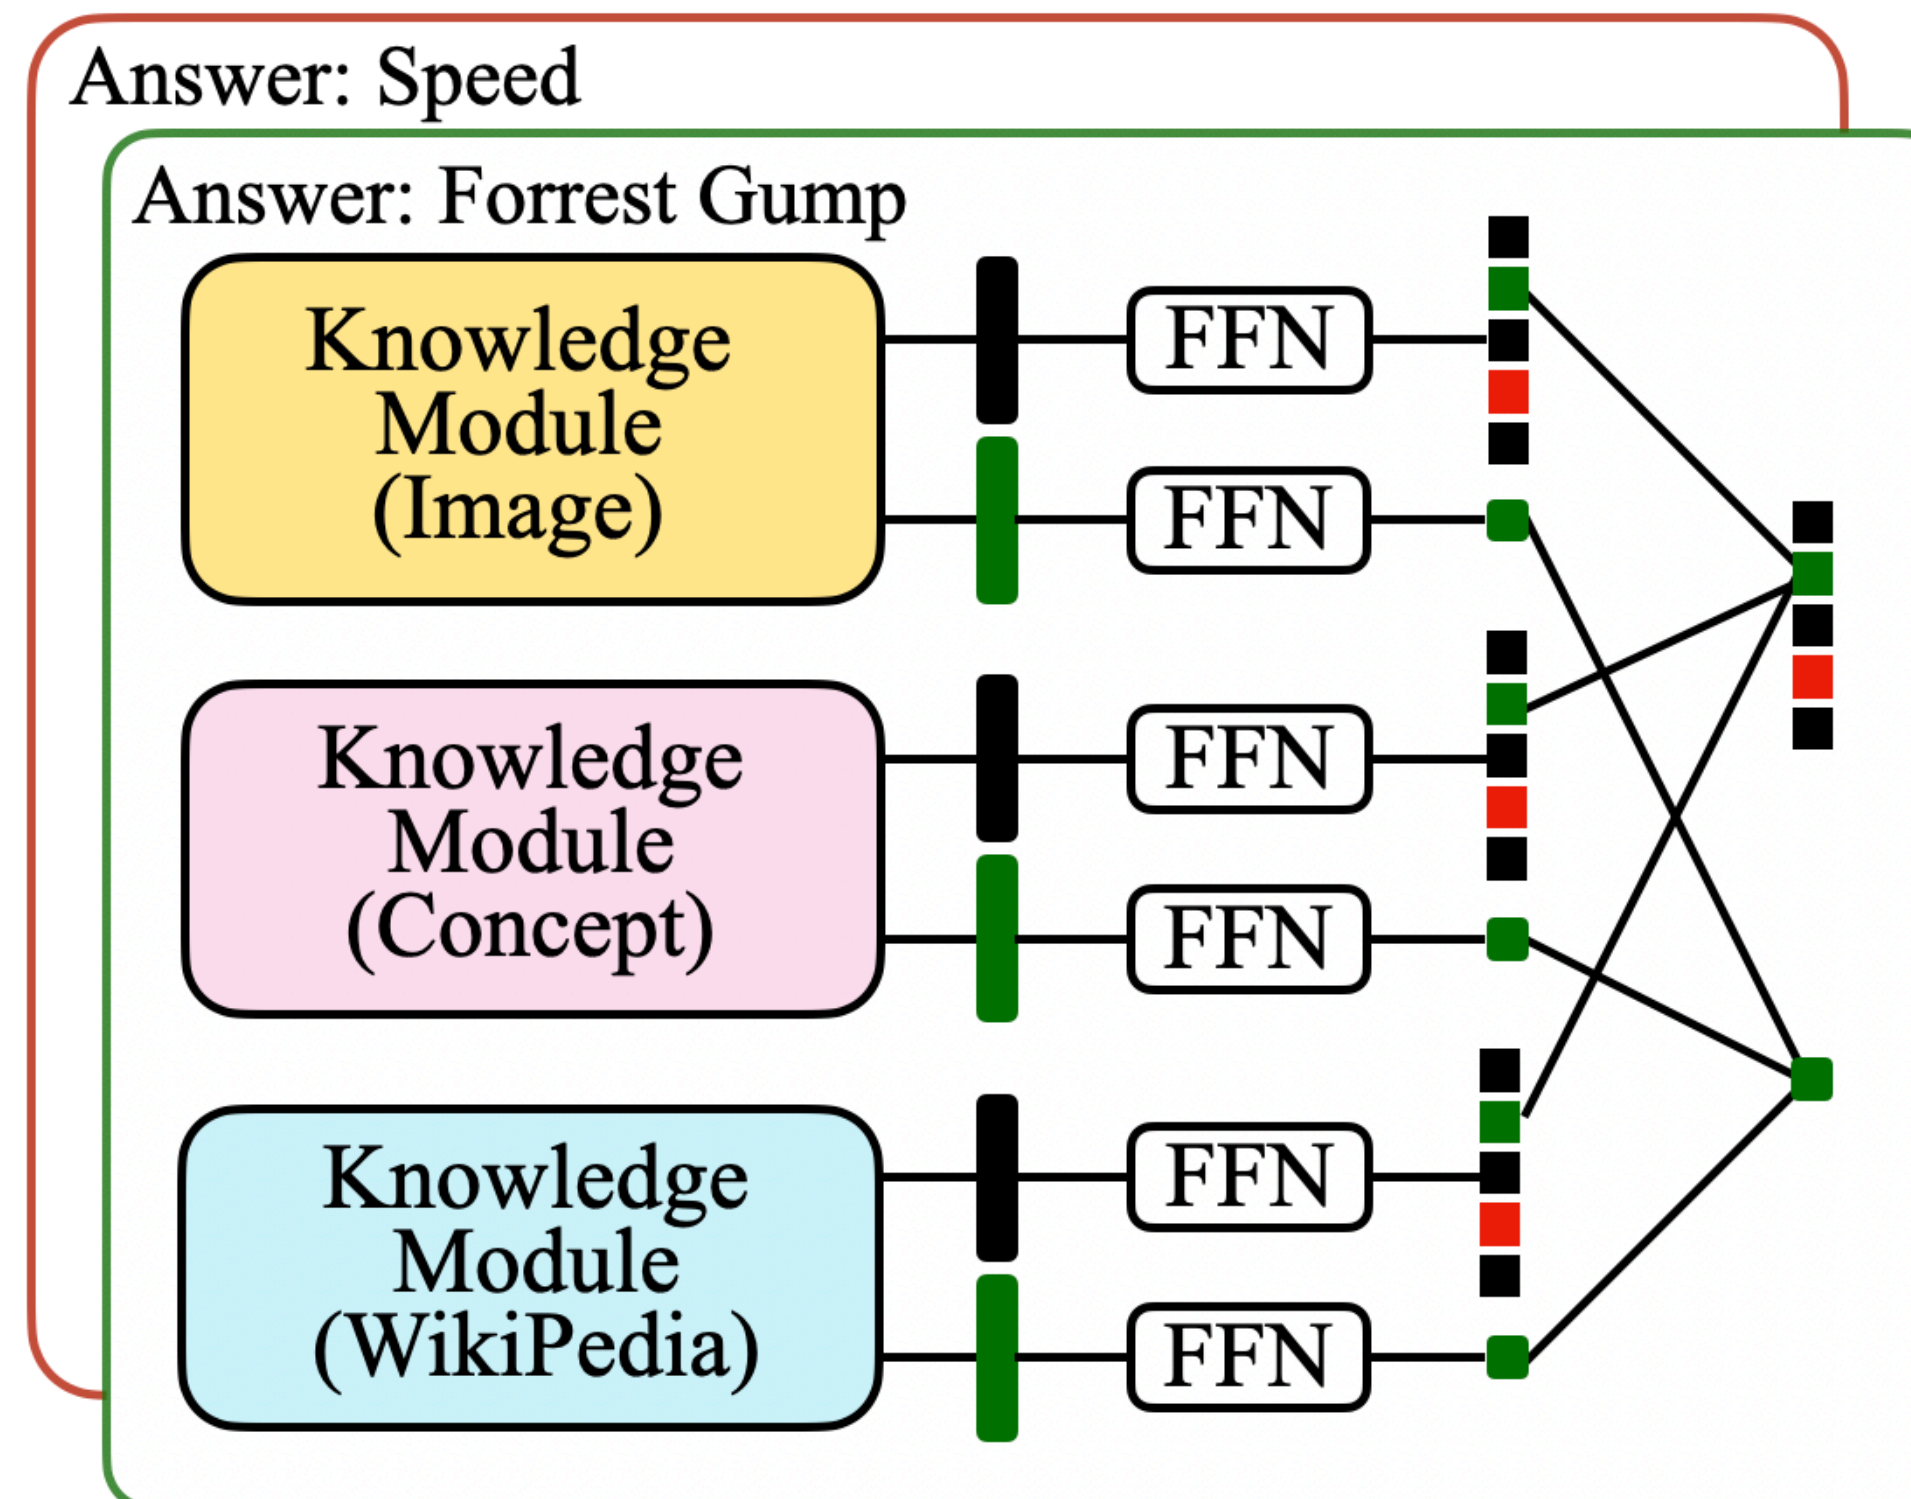 Answer: Speed
Answer: Forrest Gump
Knowledge
Module
(Image)
FFN
FFN
Knowledge
Module
(Concept)
FFN
FFN
Knowledge
Module
(WikiPedia)
FFN
FFN